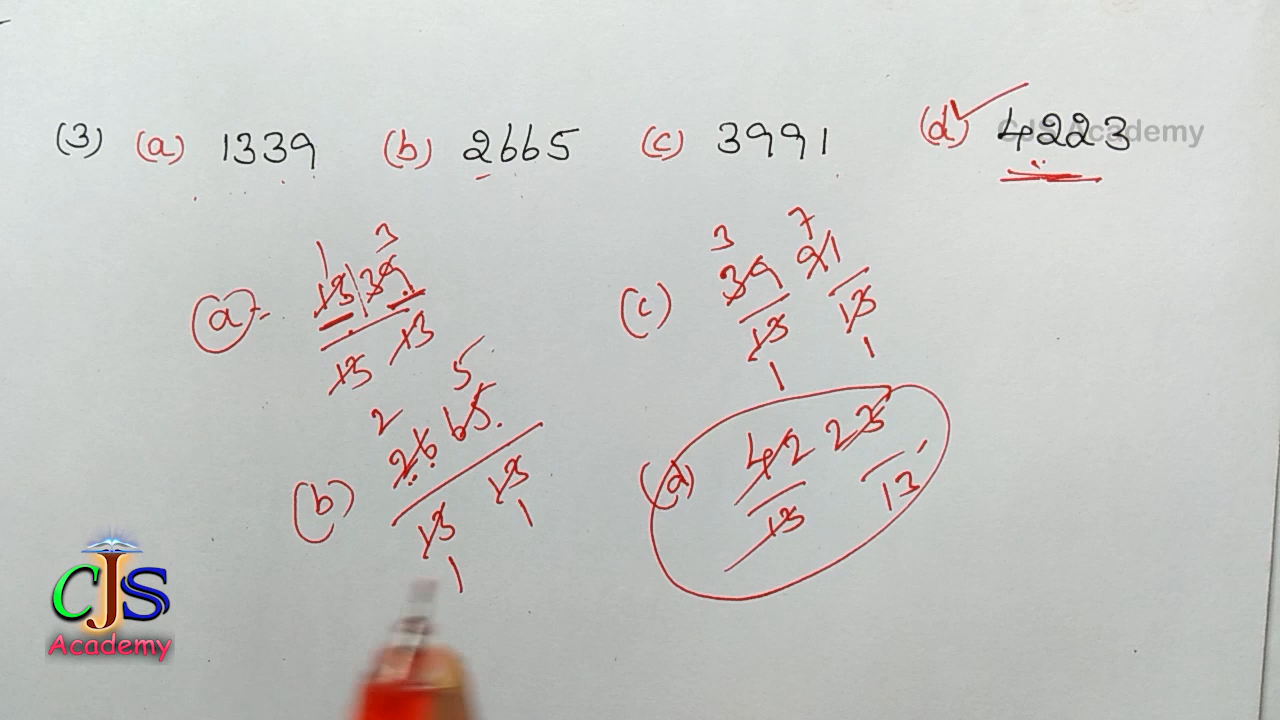 (3) (a) 1339 (b) 2665 (c) 3991 (d) 4223
CJS Academy
1 3
(a):- 13|39
13 13
2 5
(b) 26 65
13 13
1 1
3 7
(c) 39 91
13 13
1 1
(d) 42 23
13 13
CJS
Academy